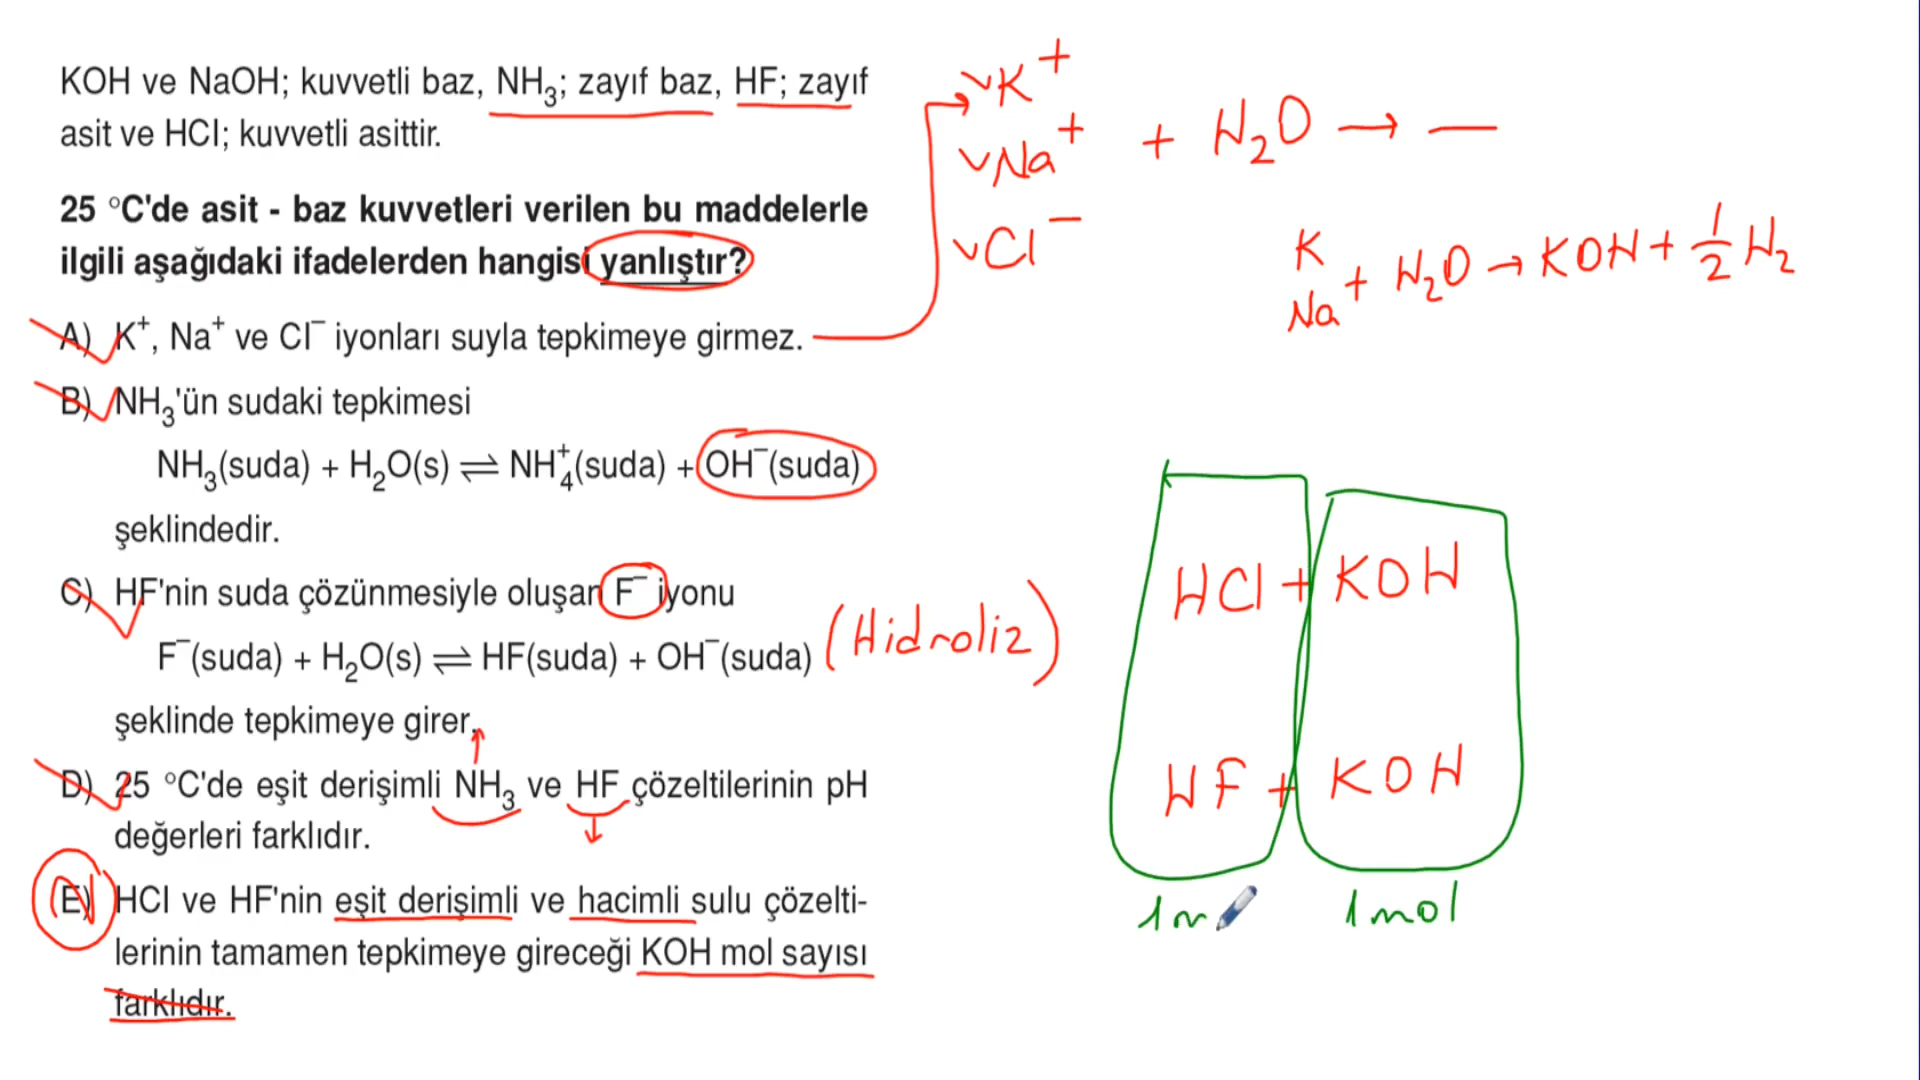 KOH ve NaOH; kuvvetli baz, NH₃; zayıf baz, HF; zayıf
asit ve HCl; kuvvetli asittir.
25 °C'de asit - baz kuvvetleri verilen bu maddelerle
ilgili aşağıdaki ifadelerden hangisi yanlıştır?
A) K⁺, Na⁺ ve Cl⁻ iyonları suyla tepkimeye girmez.
B) NH₃'ün sudaki tepkimesi
NH₃(suda) + H₂O(s) ⇌ NH₄⁺(suda) + OH⁻(suda)
şeklindedir.
C) HF'nin suda çözünmesiyle oluşan F⁻ iyonu
F⁻(suda) + H₂O(s) ⇌ HF(suda) + OH⁻(suda) (Hidroliz)
şeklinde tepkimeye girer.
D) 25 °C'de eşit derişimli NH₃ ve HF çözeltilerinin pH
değerleri farklıdır.
E) HCl ve HF'nin eşit derişimli ve hacimli sulu çözelti-
lerinin tamamen tepkimeye gireceği KOH mol sayısı
farklıdır.
K⁺
Na⁺ + H₂O → —
Cl⁻
K
Na + H₂O → KOH + ½ H₂
HCl + KOH
HF + KOH
1m 1mol